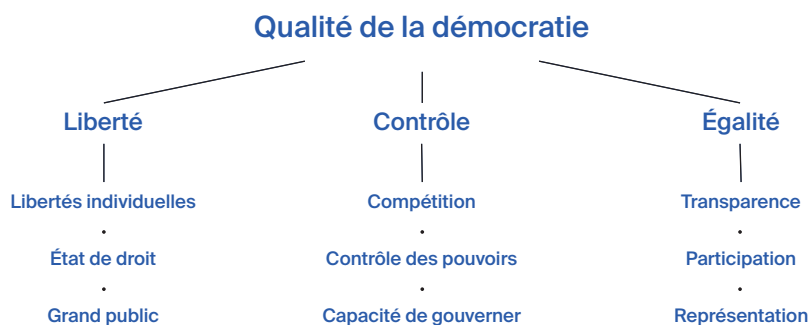 Qualité de la démocratie
Liberté
Contrôle
Égalité
Libertés individuelles
Compétition
Transparence
État de droit
Contrôle des pouvoirs
Participation
Grand public
Capacité de gouverner
Représentation